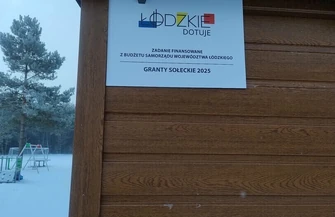 ŁÓDZKIE
DOTUJE
ZADANIE FINANSOWANE
Z BUDŻETU SAMORZĄDU WOJEWÓDZTWA ŁÓDZKIEGO
GRANTY SOŁECKIE 2025